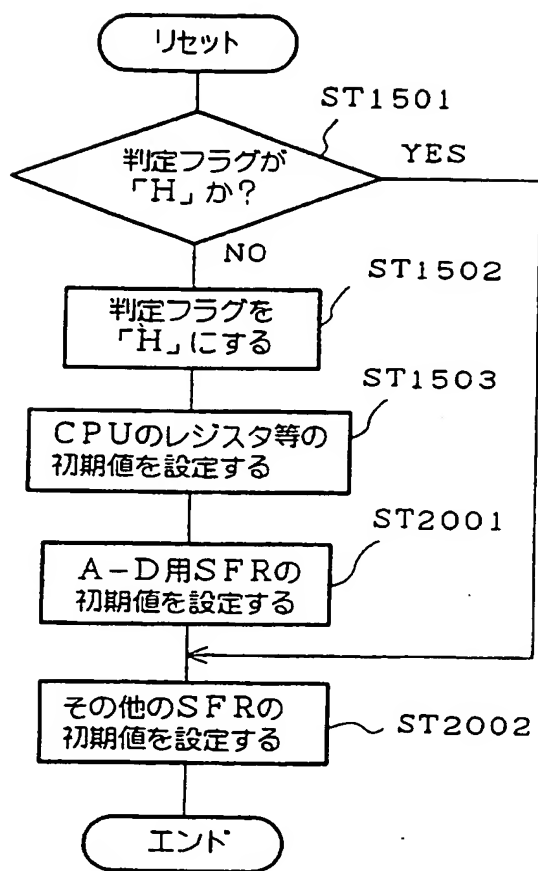 リセット
ST1501
判定フラグが
「H」か?
YES
NO
ST1502
判定フラグを
「H」にする
ST1503
CPUのレジスタ等の
初期値を設定する
ST2001
A-D用SFRの
初期値を設定する
その他のSFRの
初期値を設定する
ST2002
エンド